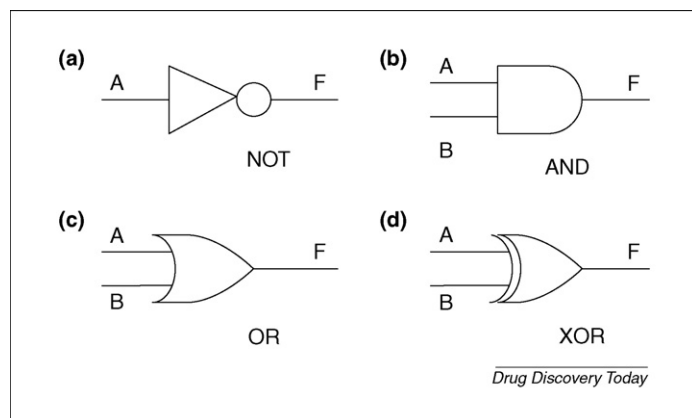 (a)
A
F
NOT
(b)
A
F
B
AND
(c)
A
F
B
OR
(d)
A
F
B
XOR
Drug Discovery Today